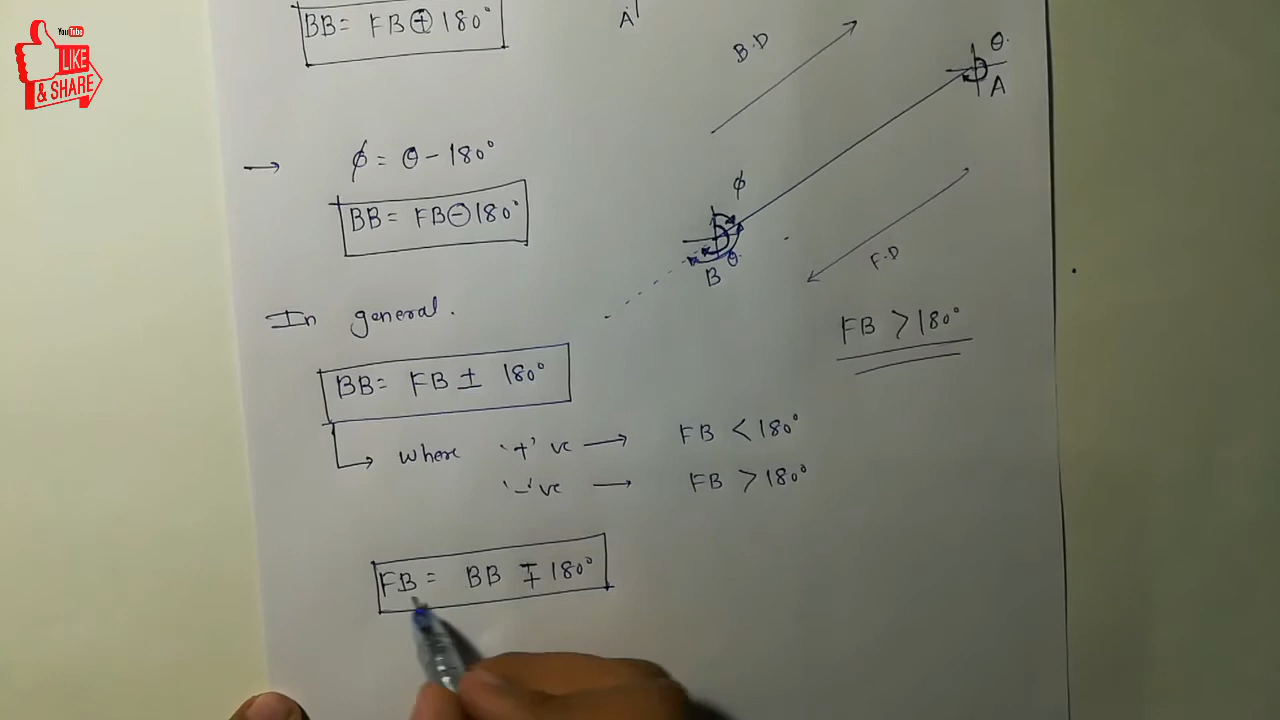 YouTube
LIKE
& SHARE
BB = FB ⊕ 180°
A
B.D
θ.
A
→ φ = θ - 180°
BB = FB ⊖ 180°
φ
θ.
B
F.D
FB > 180°
In general.
BB = FB ± 180°
where '+' ve → FB < 180°
'-' ve → FB > 180°
FB = BB ∓ 180°